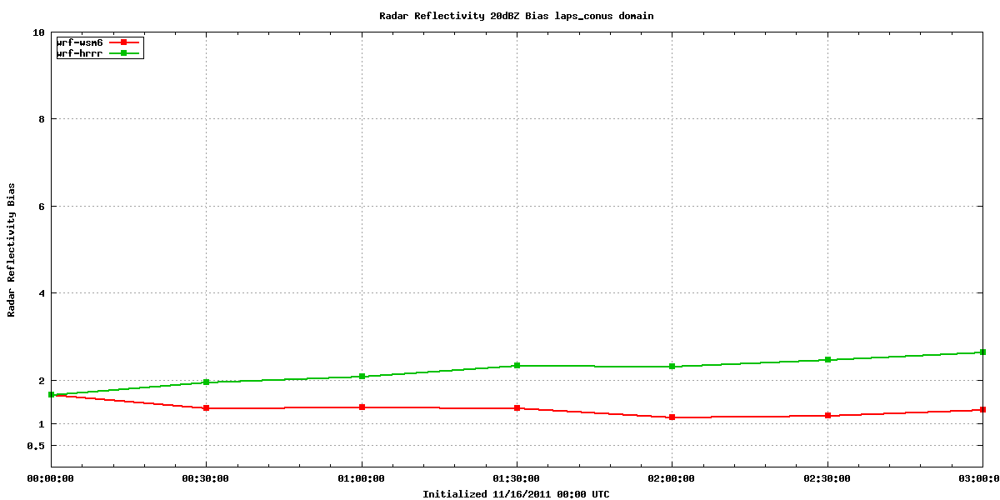 Radar Reflectivity 20dBZ Bias laps_conus domain
10
wrf-wsm6
wrf-hrrr
8
6
4
2
1
0.5
Radar Reflectivity Bias
00:00:00 00:30:00 01:00:00 01:30:00 02:00:00 02:30:00 03:00:0
Initialized 11/16/2011 00:00 UTC